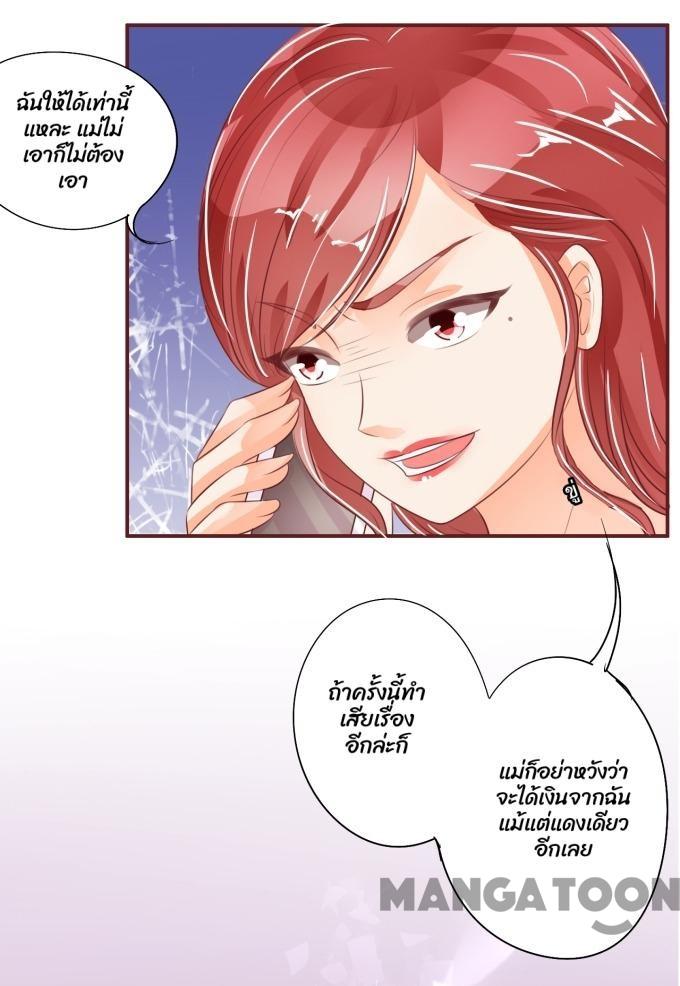 ฉันให้ได้เท่านี้
แหละ แม่ไม่
เอาก็ไม่ต้อง
เอา
ขู่
ถ้าครั้งนี้ทำ
เสียเรื่อง
อีกล่ะก็
แม่ก็อย่าหวังว่า
จะได้เงินจากฉัน
แม้แต่แดงเดียว
อีกเลย
MANGATOON